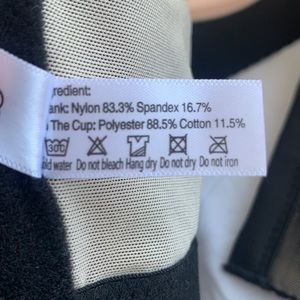 redient:
ank: Nylon 83.3% Spandex 16.7%
The Cup: Polyester 88.5% Cotton 11.5%
old water Do not bleach Hang dry Do not dry Do not iron